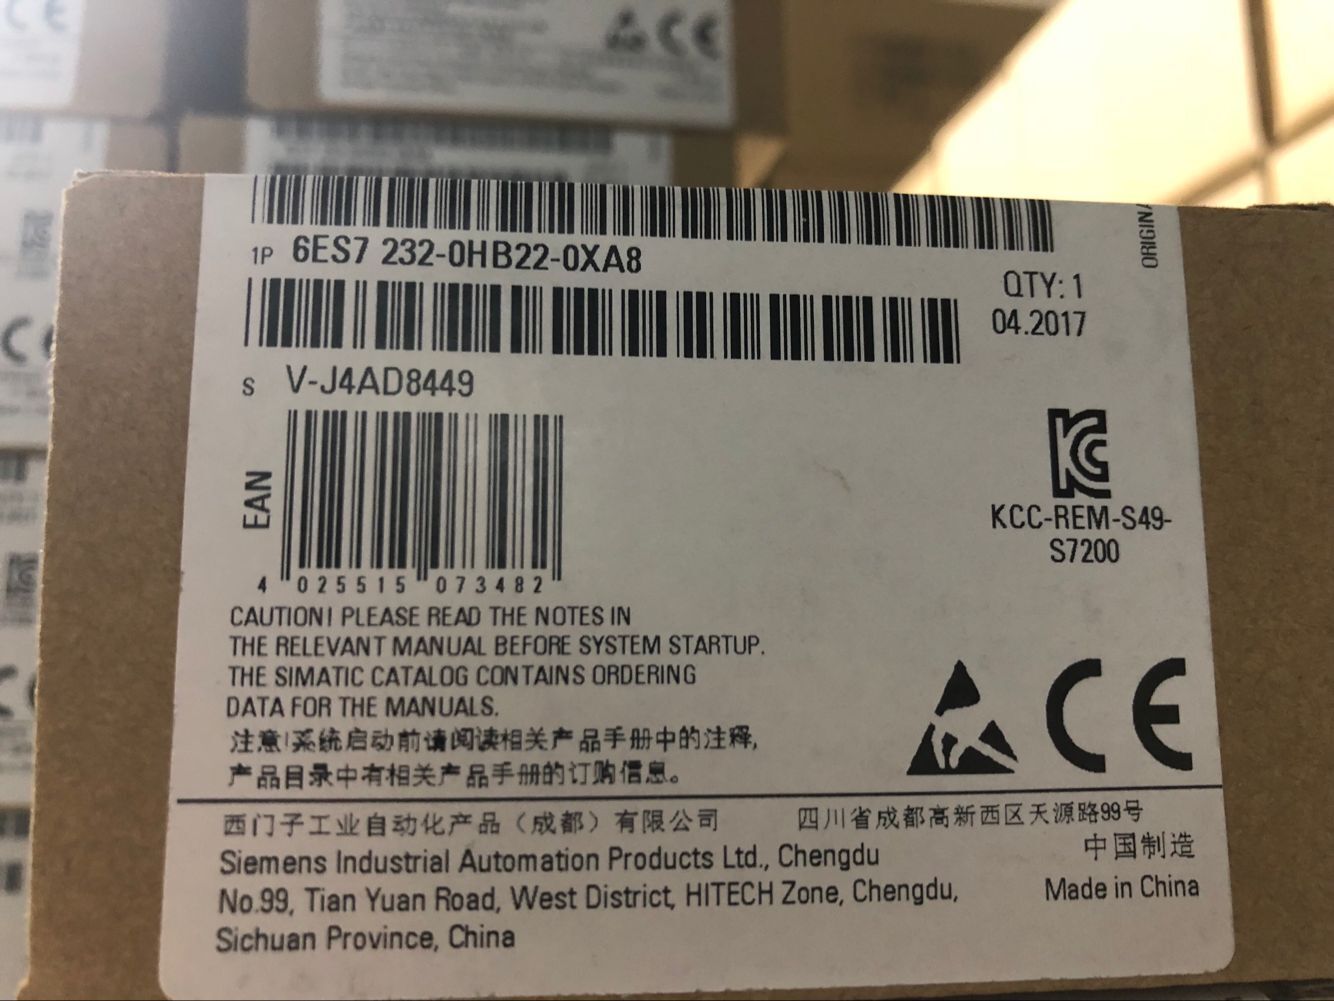 1P 6ES7 232-0HB22-0XA8
QTY: 1
04.2017
S V-J4AD8449
EAN
4 025515 073482
KCC-REM-S49-
S7200
CAUTION! PLEASE READ THE NOTES IN
THE RELEVANT MANUAL BEFORE SYSTEM STARTUP.
THE SIMATIC CATALOG CONTAINS ORDERING
DATA FOR THE MANUALS.
注意!系统启动前请阅读相关产品手册中的注释,
产品目录中有相关产品手册的订购信息。
CE
西门子工业自动化产品（成都）有限公司 四川省成都高新西区天源路99号
中国制造
Siemens Industrial Automation Products Ltd., Chengdu
No.99, Tian Yuan Road, West District, HITECH Zone, Chengdu,
Made in China
Sichuan Province, China